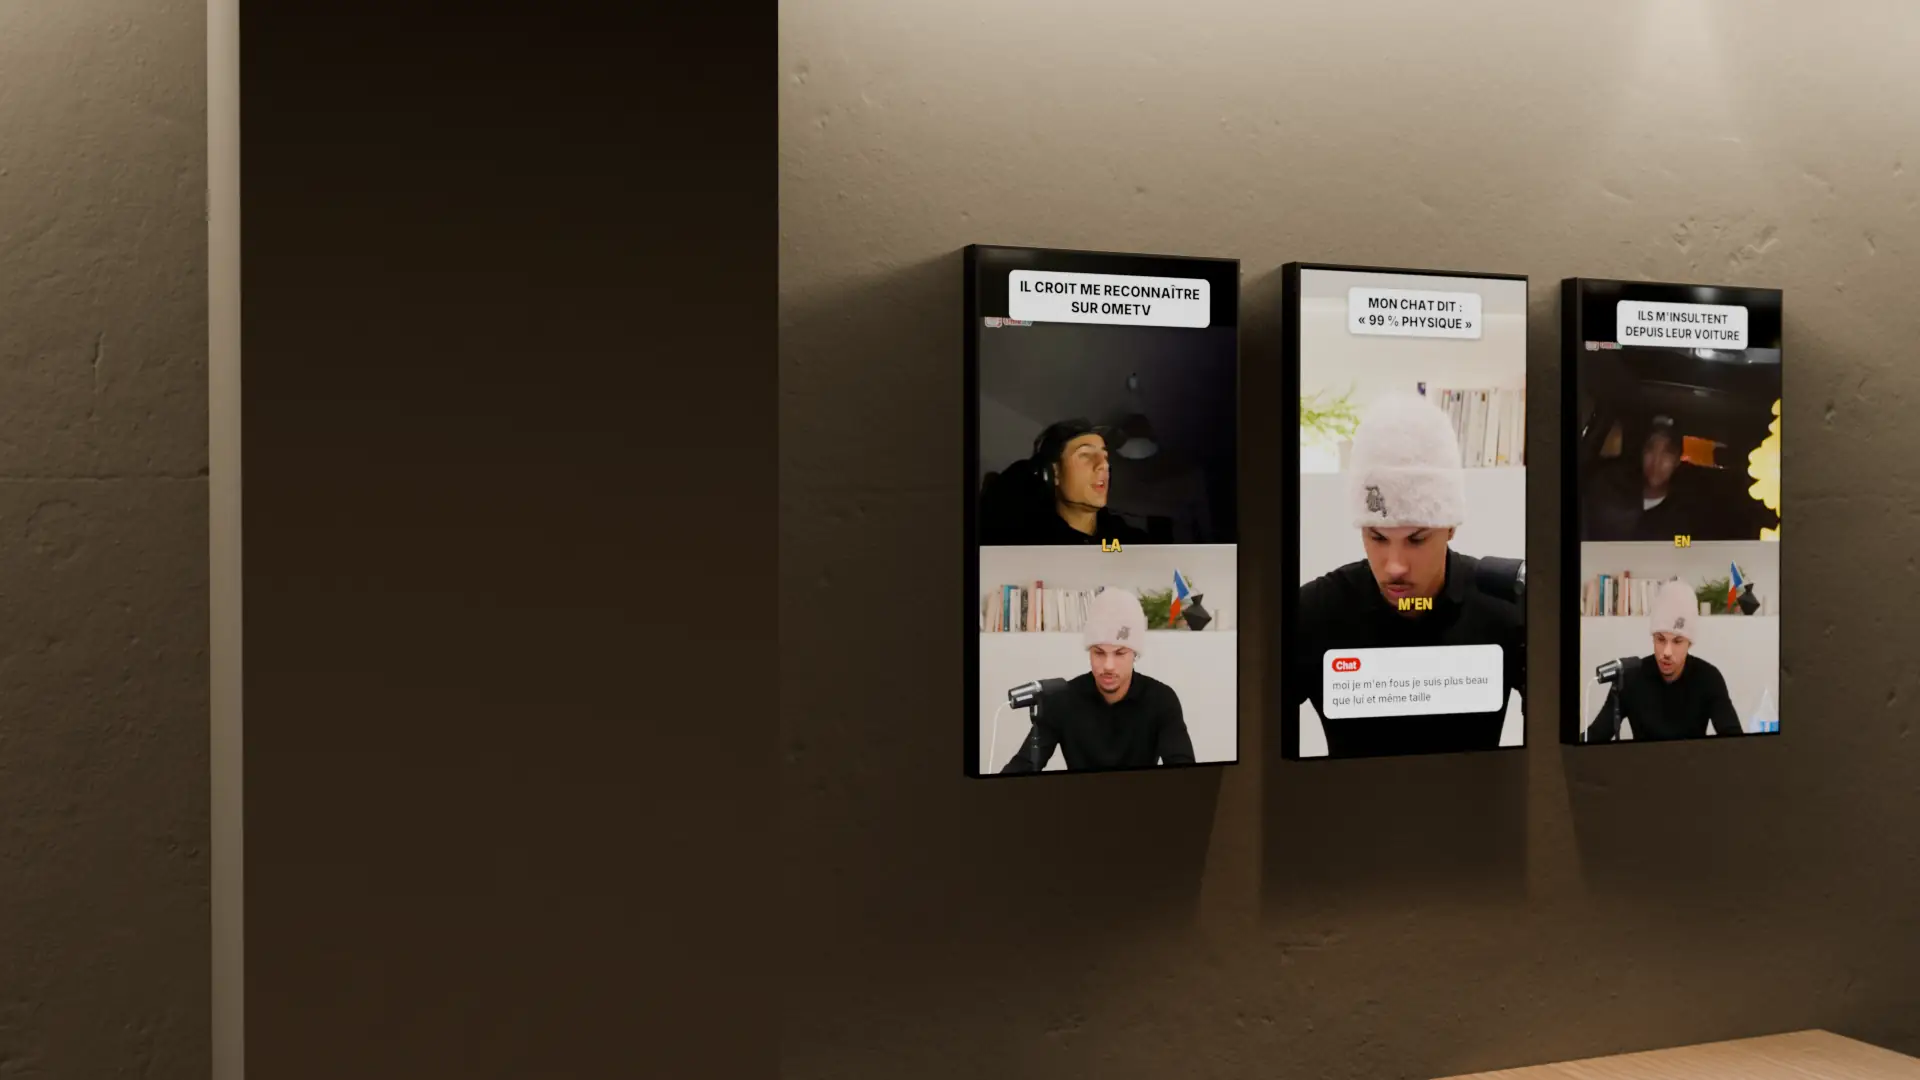 IL CROIT ME RECONNAÎTRE
SUR OMETV
LA
MON CHAT DIT :
« 99 % PHYSIQUE »
M'EN
Chat
moi je m'en fous je suis plus beau
que lui et même taille
ILS M'INSULTENT
DEPUIS LEUR VOITURE
EN